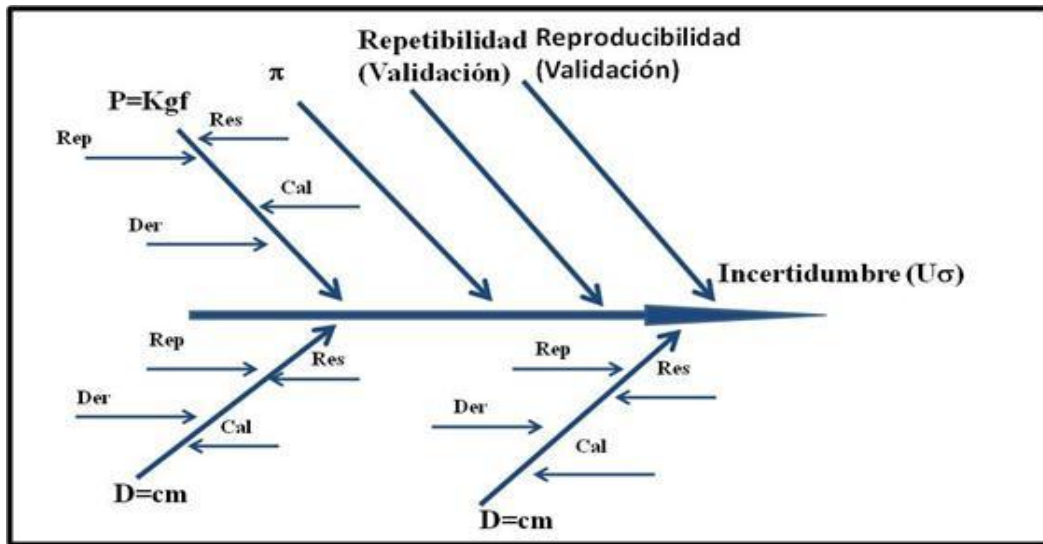 Repetibilidad
(Validación)
Reproducibilidad
(Validación)
π
P=Kgf
Res
Rep
Cal
Der
Incertidumbre (Uσ)
Rep
Res
Der
Cal
D=cm
Rep
Res
Der
Cal
D=cm